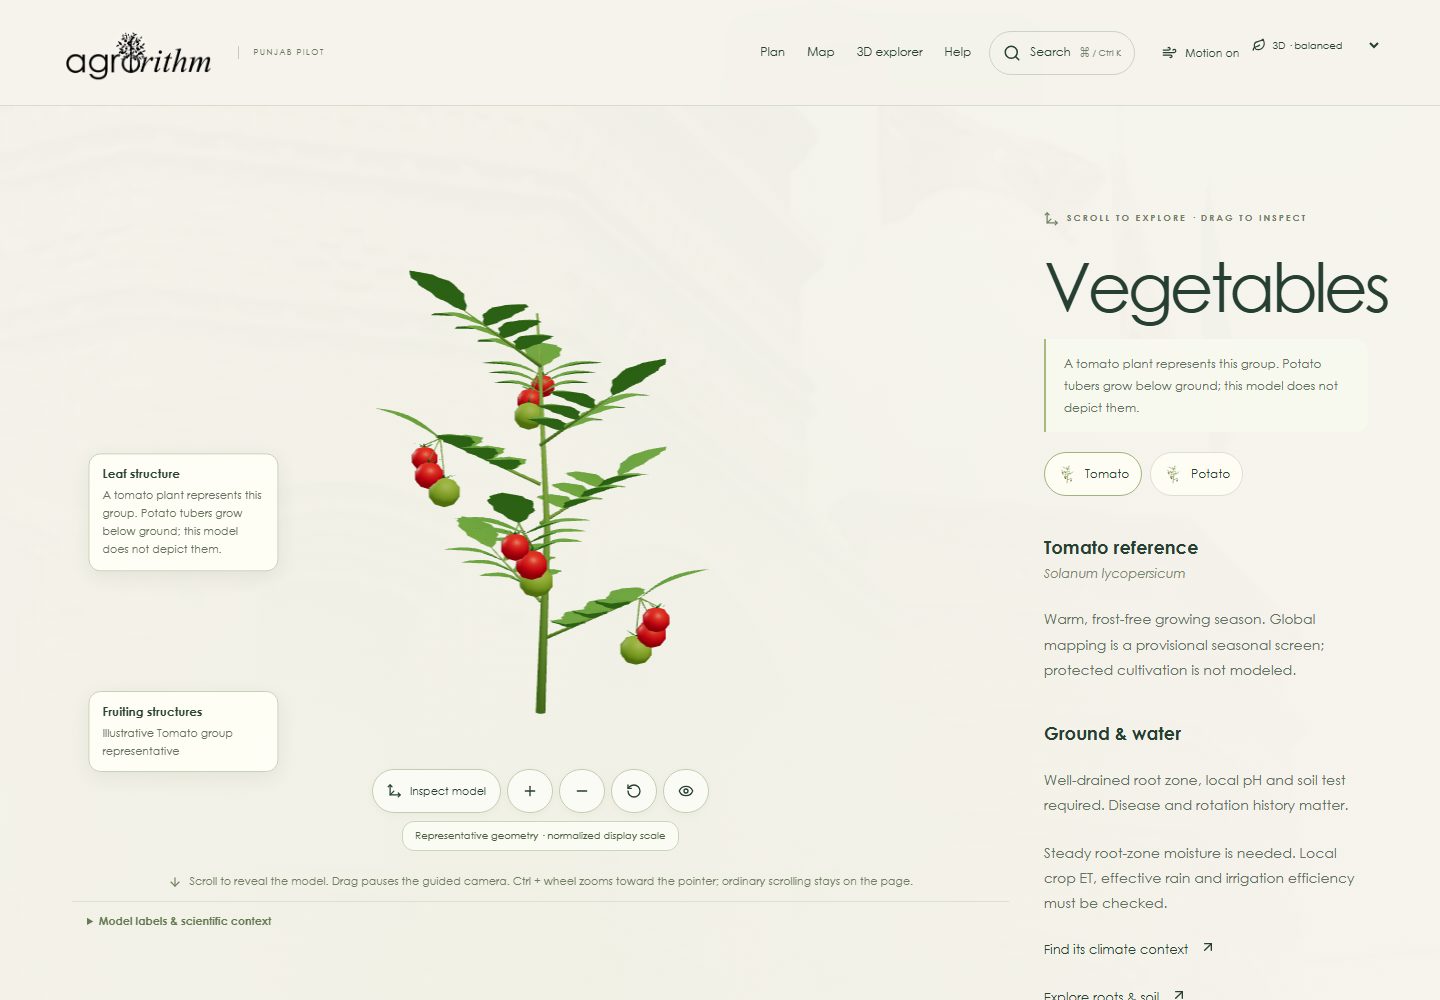 agrorithm
PUNJAB PILOT
Plan
Map
3D explorer
Help
Search ⌘ / Ctrl K
Motion on
3D · balanced
SCROLL TO EXPLORE · DRAG TO INSPECT
Vegetables
A tomato plant represents this group. Potato
tubers grow below ground; this model does not
depict them.
Tomato
Potato
Tomato reference
Solanum lycopersicum
Warm, frost-free growing season. Global
mapping is a provisional seasonal screen;
protected cultivation is not modeled.
Ground & water
Well-drained root zone, local pH and soil test
required. Disease and rotation history matter.
Steady root-zone moisture is needed. Local
crop ET, effective rain and irrigation efficiency
must be checked.
Find its climate context
Explore roots & soil
Leaf structure
A tomato plant represents this
group. Potato tubers grow
below ground; this model
does not depict them.
Fruiting structures
Illustrative Tomato group
representative
Inspect model
Representative geometry · normalized display scale
Scroll to reveal the model. Drag pauses the guided camera. Ctrl + wheel zooms toward the pointer; ordinary scrolling stays on the page.
Model labels & scientific context